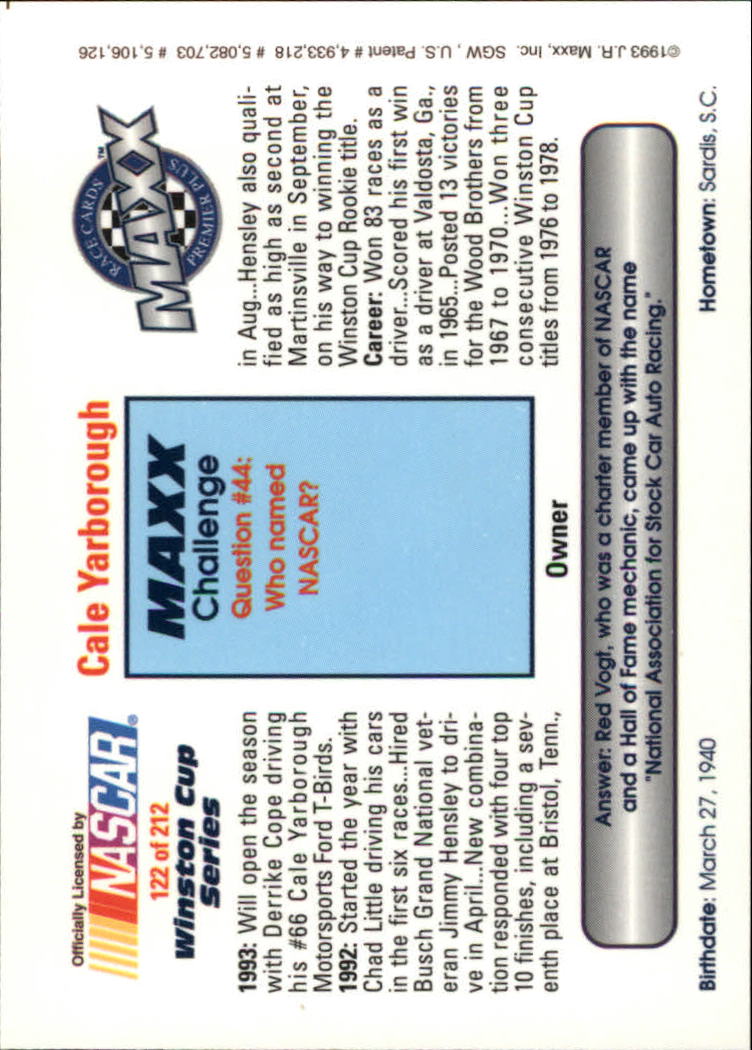 Officially Licensed by
NASCAR®
122 of 212
Winston Cup
Series
Cale Yarborough
RACE CARDS
MAXX™
PREMIER PLUS
1993: Will open the season
with Derrike Cope driving
his #66 Cale Yarborough
Motorsports Ford T-Birds.
1992: Started the year with
Chad Little driving his cars
in the first six races...Hired
Busch Grand National vet-
eran Jimmy Hensley to dri-
ve in April...New combina-
tion responded with four top
10 finishes, including a sev-
enth place at Bristol, Tenn.,
MAXX
Challenge
Question #44:
Who named
NASCAR?
Owner
in Aug...Hensley also quali-
fied as high as second at
Martinsville in September,
on his way to winning the
Winston Cup Rookie title.
Career: Won 83 races as a
driver...Scored his first win
as a driver at Valdosta, Ga.,
in 1965...Posted 13 victories
for the Wood Brothers from
1967 to 1970...Won three
consecutive Winston Cup
titles from 1976 to 1978.
Answer: Red Vogt, who was a charter member of NASCAR
and a Hall of Fame mechanic, came up with the name
"National Association for Stock Car Auto Racing."
Birthdate: March 27, 1940
Hometown: Sardis, S.C.
©1993 J.R. Maxx, Inc. SGW, U.S. Patent # 4,933,218 # 5,082,703 # 5,106,126